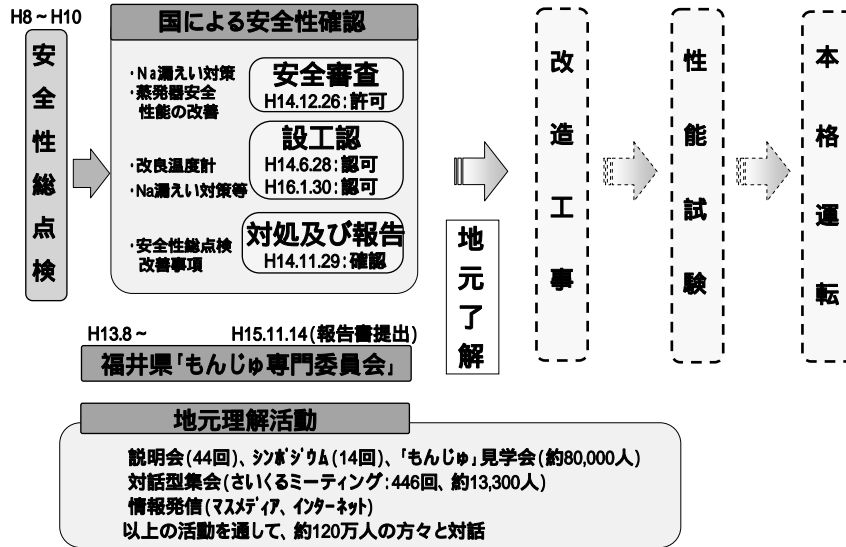 H8～H10
安全性総点検
国による安全性確認
・Na漏えい対策
・蒸発器安全
性能の改善
安全審査
H14.12.26：許可
・改良温度計
・Na漏えい対策等
設工認
H14.6.28：認可
H16.1.30：認可
・安全性総点検
改善事項
対処及び報告
H14.11.29：確認
地元了解
改造工事
性能試験
本格運転
H13.8～
H15.11.14（報告書提出）
福井県「もんじゅ専門委員会」
地元理解活動
説明会（44回）、ｼﾝﾎﾟｼﾞｳﾑ（14回）、「もんじゅ」見学会（約80,000人）
対話型集会（さいくるミーティング：446回、約13,300人）
情報発信（ﾏｽﾒﾃﾞｨｱ、ｲﾝﾀｰﾈｯﾄ）
以上の活動を通して、約120万人の方々と対話